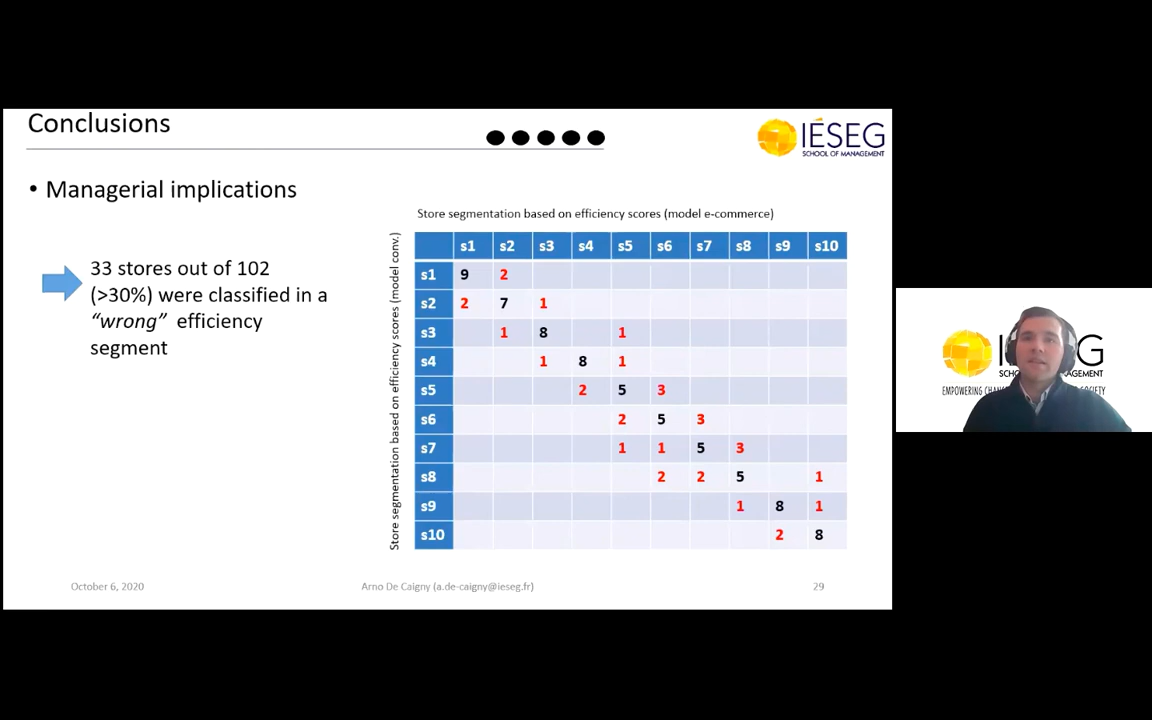 Conclusions
IÉSEG
SCHOOL OF MANAGEMENT
• Managerial implications
33 stores out of 102
(>30%) were classified in a
“wrong” efficiency
segment
Store segmentation based on efficiency scores (model e-commerce)
Store segmentation based on efficiency scores (model conv.)
s1 s2 s3 s4 s5 s6 s7 s8 s9 s10
s1 9 2
s2 2 7 1
s3 1 8 1
s4 1 8 1
s5 2 5 3
s6 2 5 3
s7 1 1 5 3
s8 2 2 5 1
s9 1 8 1
s10 2 8
October 6, 2020
Arno De Caigny (a.de-caigny@ieseg.fr)
29